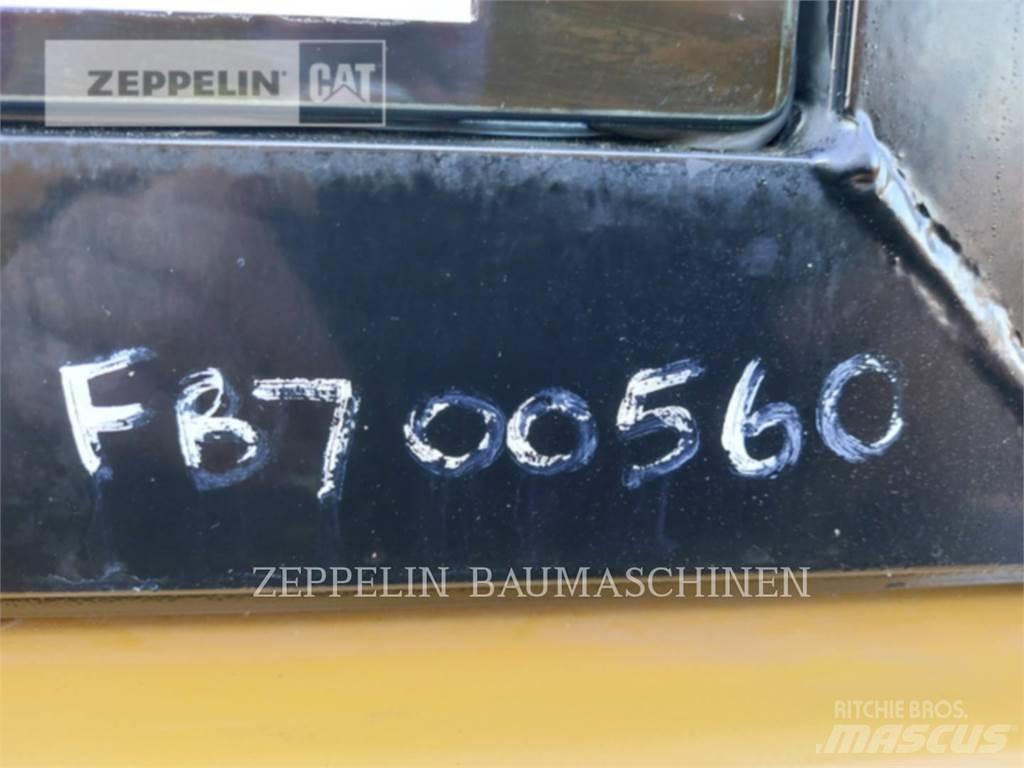 ZEPPELIN CAT
FB700560
ZEPPELIN BAUMASCHINEN
RITCHIE BROS.
MASCUS